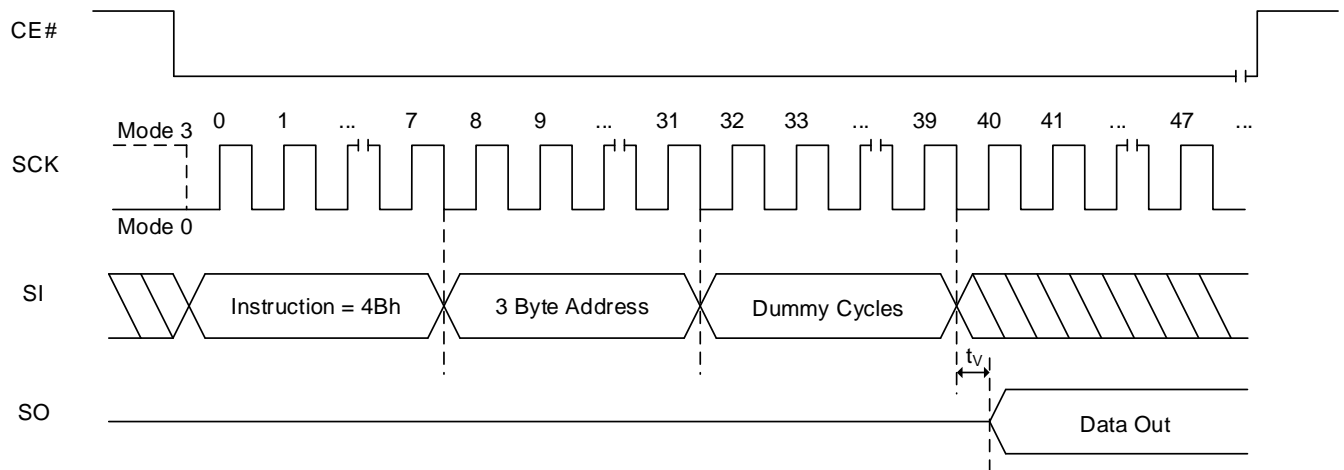 CE#
0 1 ... 7 8 9 ... 31 32 33 ... 39 40 41 ... 47 ...
Mode 3
SCK
Mode 0
SI
Instruction = 4Bh
3 Byte Address
Dummy Cycles
tV
SO
Data Out